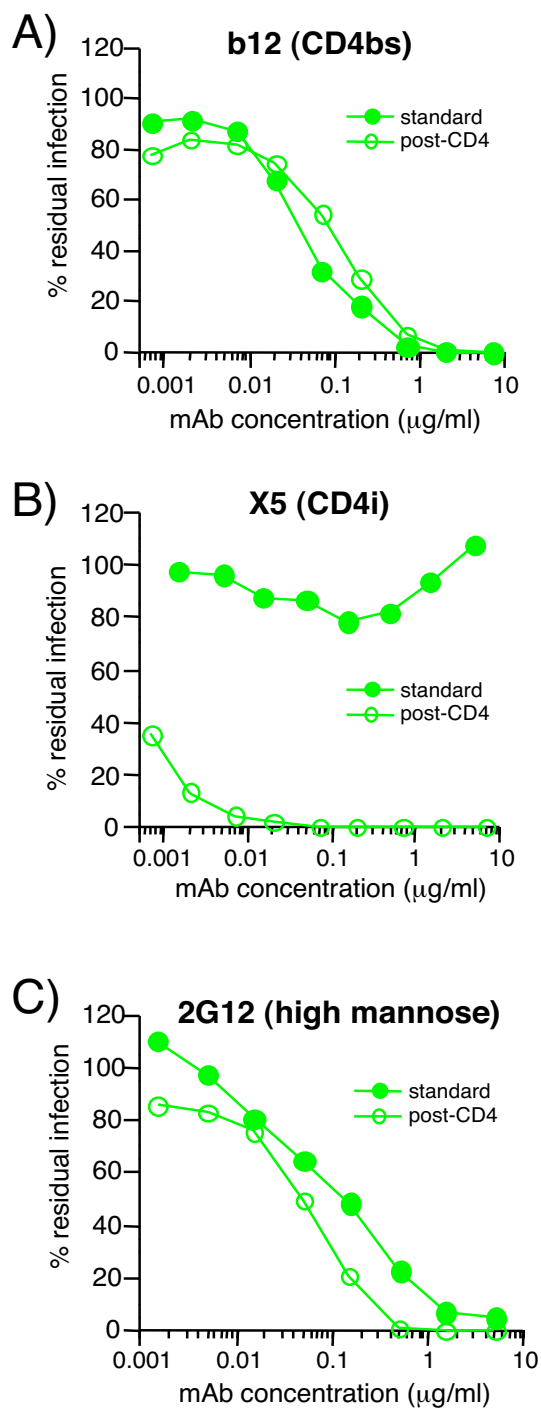 A)
b12 (CD4bs)
% residual infection
120
100
80
60
40
20
0
standard
post-CD4
0.001 0.01 0.1 1 10
mAb concentration (μg/ml)
B)
X5 (CD4i)
% residual infection
120
100
80
60
40
20
0
standard
post-CD4
0.001 0.01 0.1 1 10
mAb concentration (μg/ml)
C)
2G12 (high mannose)
% residual infection
120
100
80
60
40
20
0
standard
post-CD4
0.001 0.01 0.1 1 10
mAb concentration (μg/ml)